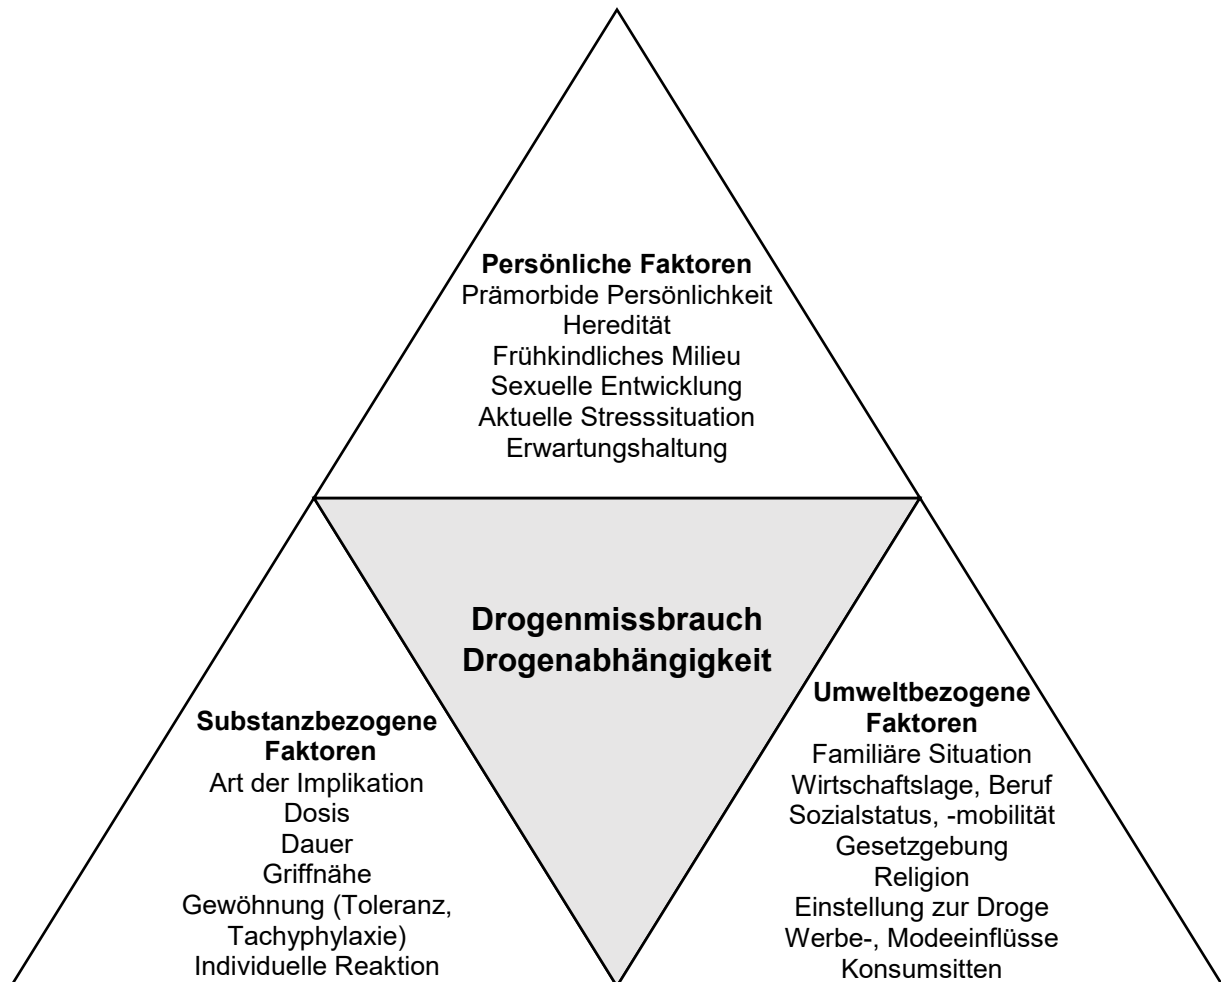 Persönliche Faktoren
Prämorbide Persönlichkeit
Heredität
Frühkindliches Milieu
Sexuelle Entwicklung
Aktuelle Stresssituation
Erwartungshaltung
Drogenmissbrauch
Drogenabhängigkeit
Substanzbezogene
Faktoren
Art der Implikation
Dosis
Dauer
Griffnähe
Gewöhnung (Toleranz,
Tachyphylaxie)
Individuelle Reaktion
Umweltbezogene
Faktoren
Familiäre Situation
Wirtschaftslage, Beruf
Sozialstatus, -mobilität
Gesetzgebung
Religion
Einstellung zur Droge
Werbe-, Modeeinflüsse
Konsumsitten